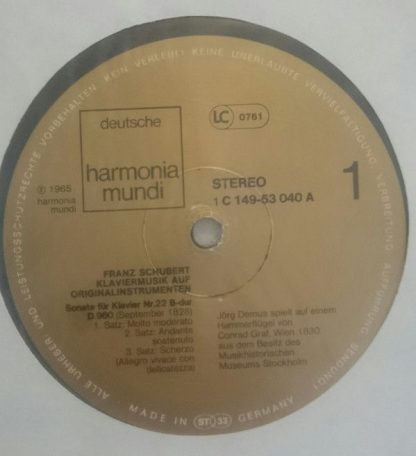 ALLE URHEBER UND LEISTUNGSSCHUTZRECHTE VORBEHALTEN KEIN VERLEIH! KEINE UNERLAUBTE VERVIELFÄLTIGUNG VERBREITUNG AUFFÜHRUNG SENDUNG!
deutsche
harmonia
mundi
LC 0761
℗ 1965
harmonia
mundi
STEREO
1 C 149-53 040 A
1
FRANZ SCHUBERT
KLAVIERMUSIK AUF
ORIGINALINSTRUMENTEN
Sonate für Klavier Nr.22 B-dur
D 960 (September 1828)
1. Satz: Molto moderato
2. Satz: Andante
sostenuto
3. Satz: Scherzo
(Allegro vivace con
delicatezza)
Jörg Demus spielt auf einem
Hammerflügel von
Conrad Graf, Wien 1830
aus dem Besitz des
Musikhistorischen
Museums Stockholm
MADE IN ST 33 GERMANY